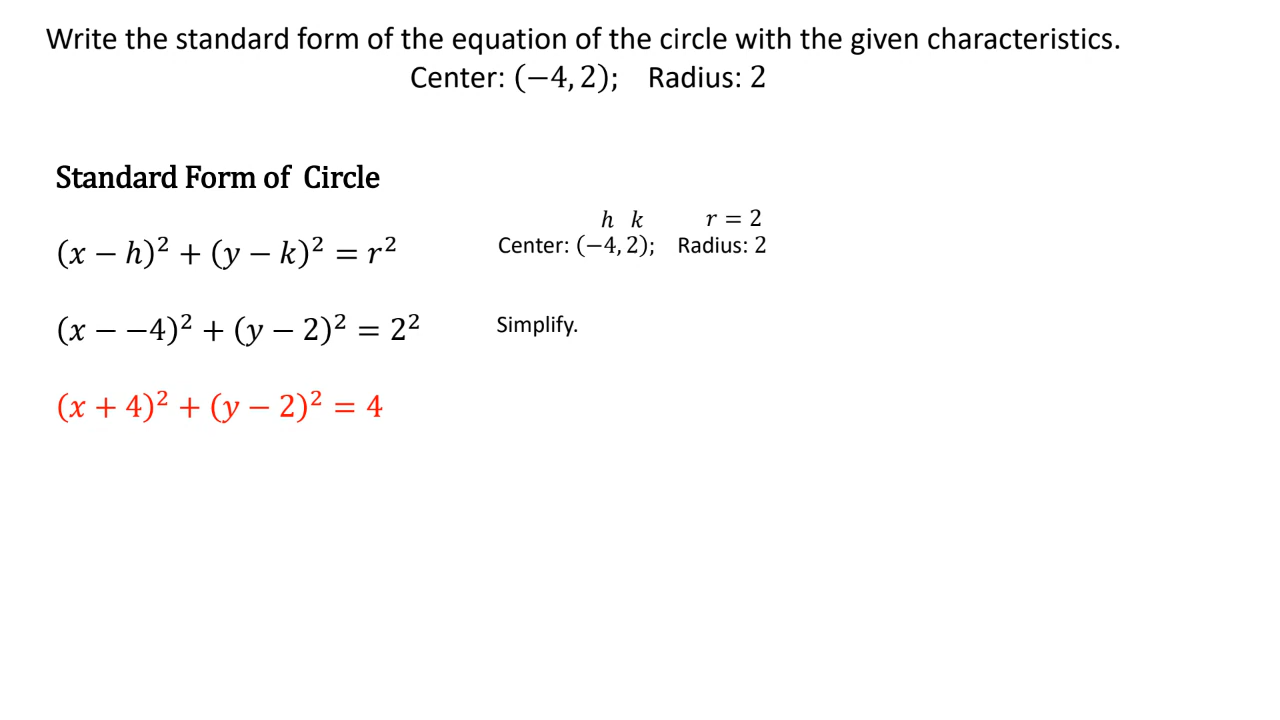 Write the standard form of the equation of the circle with the given characteristics.
Center: (−4, 2); Radius: 2
Standard Form of Circle
h k r = 2
(x − h)² + (y − k)² = r² Center: (−4, 2); Radius: 2
(x − −4)² + (y − 2)² = 2² Simplify.
(x + 4)² + (y − 2)² = 4